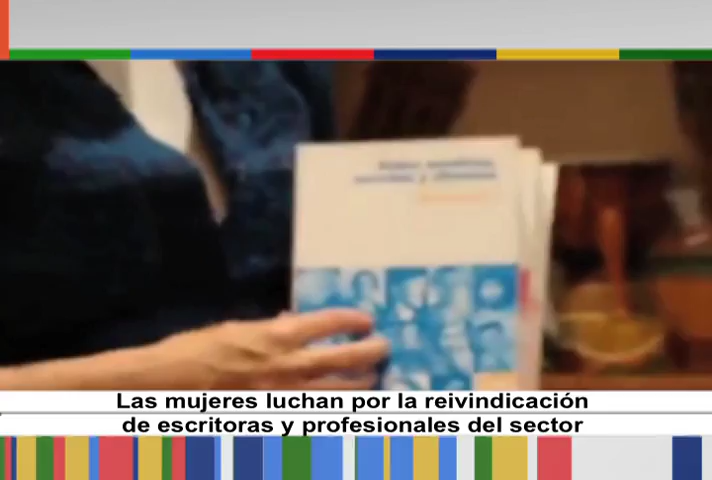 Las mujeres luchan por la reivindicación
de escritoras y profesionales del sector